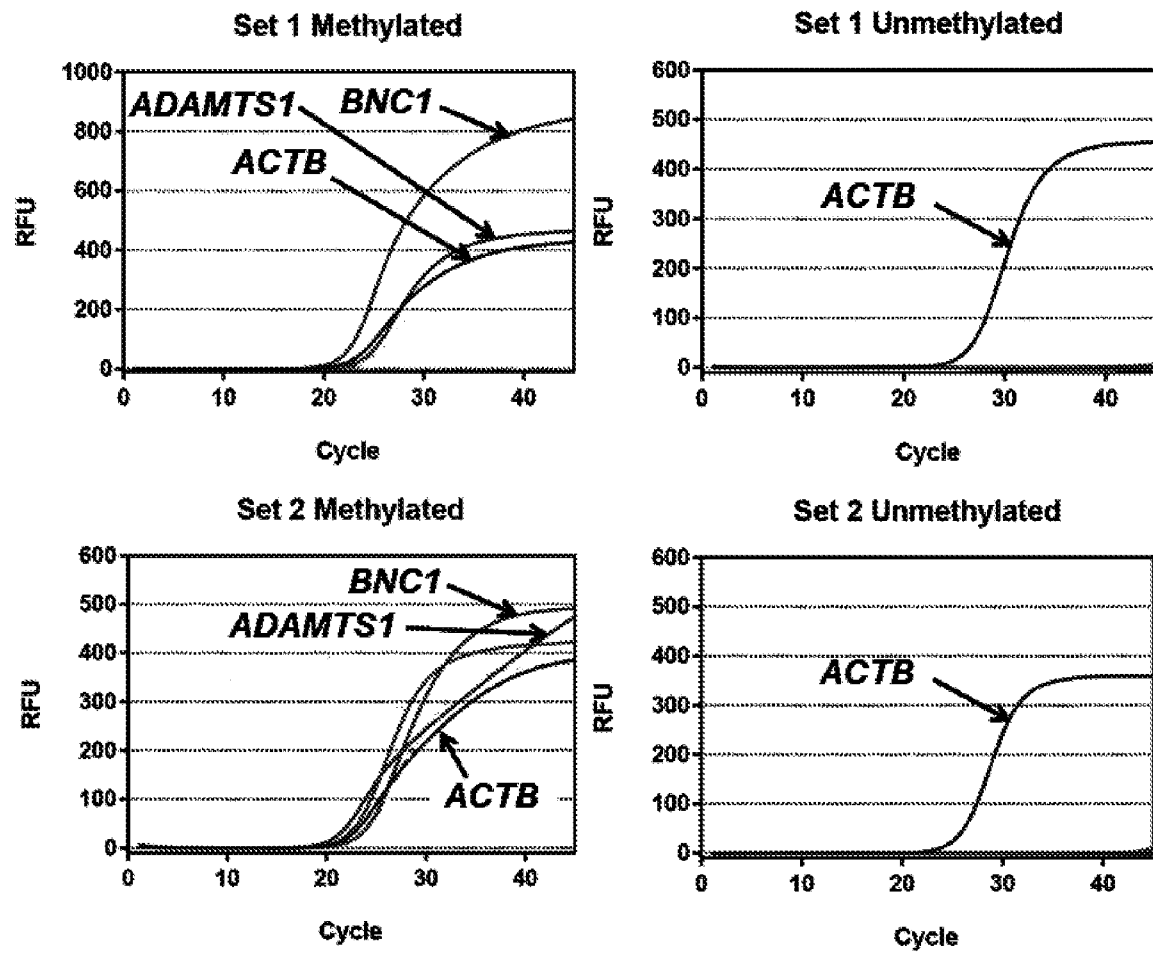 Set 1 Methylated
1000
800
600
400
200
0
RFU
ADAMTS1
BNC1
ACTB
0 10 20 30 40
Cycle
Set 1 Unmethylated
600
500
400
300
200
100
0
RFU
ACTB
0 10 20 30 40
Cycle
Set 2 Methylated
600
500
400
300
200
100
0
RFU
BNC1
ADAMTS1
ACTB
0 10 20 30 40
Cycle
Set 2 Unmethylated
600
500
400
300
200
100
0
RFU
ACTB
0 10 20 30 40
Cycle